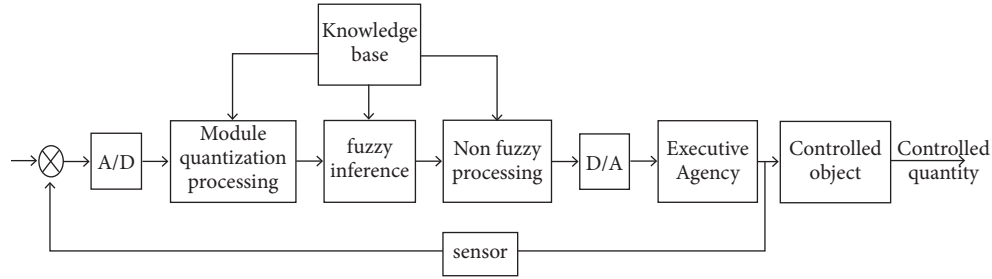 Knowledge
base
A/D
Module
quantization
processing
fuzzy
inference
Non fuzzy
processing
D/A
Executive
Agency
Controlled
object
Controlled
quantity
sensor